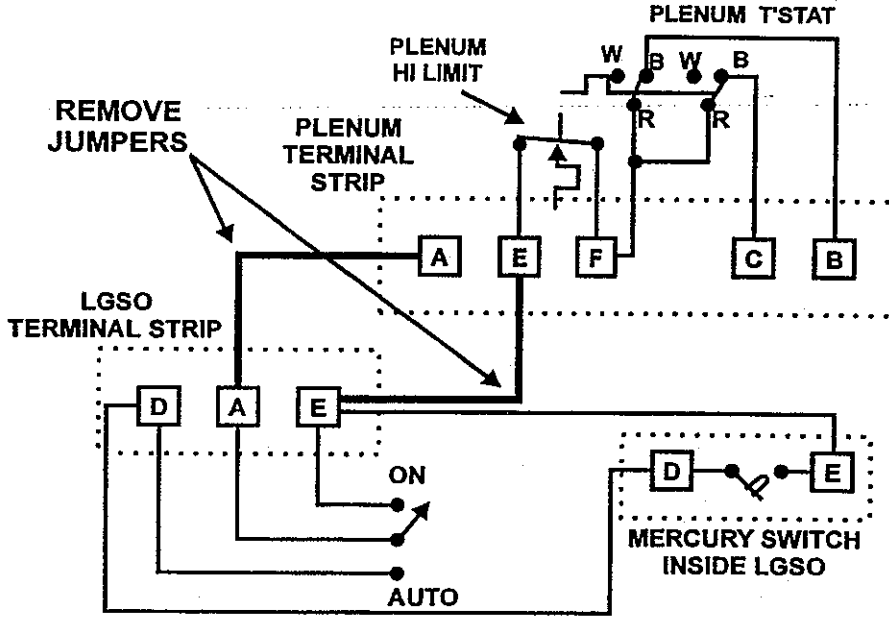 PLENUM T'STAT
PLENUM
HI LIMIT
W
B
W
B
R
R
REMOVE
JUMPERS
PLENUM
TERMINAL
STRIP
A
E
F
C
B
LGSO
TERMINAL STRIP
D
A
E
ON
AUTO
D
E
MERCURY SWITCH
INSIDE LGSO